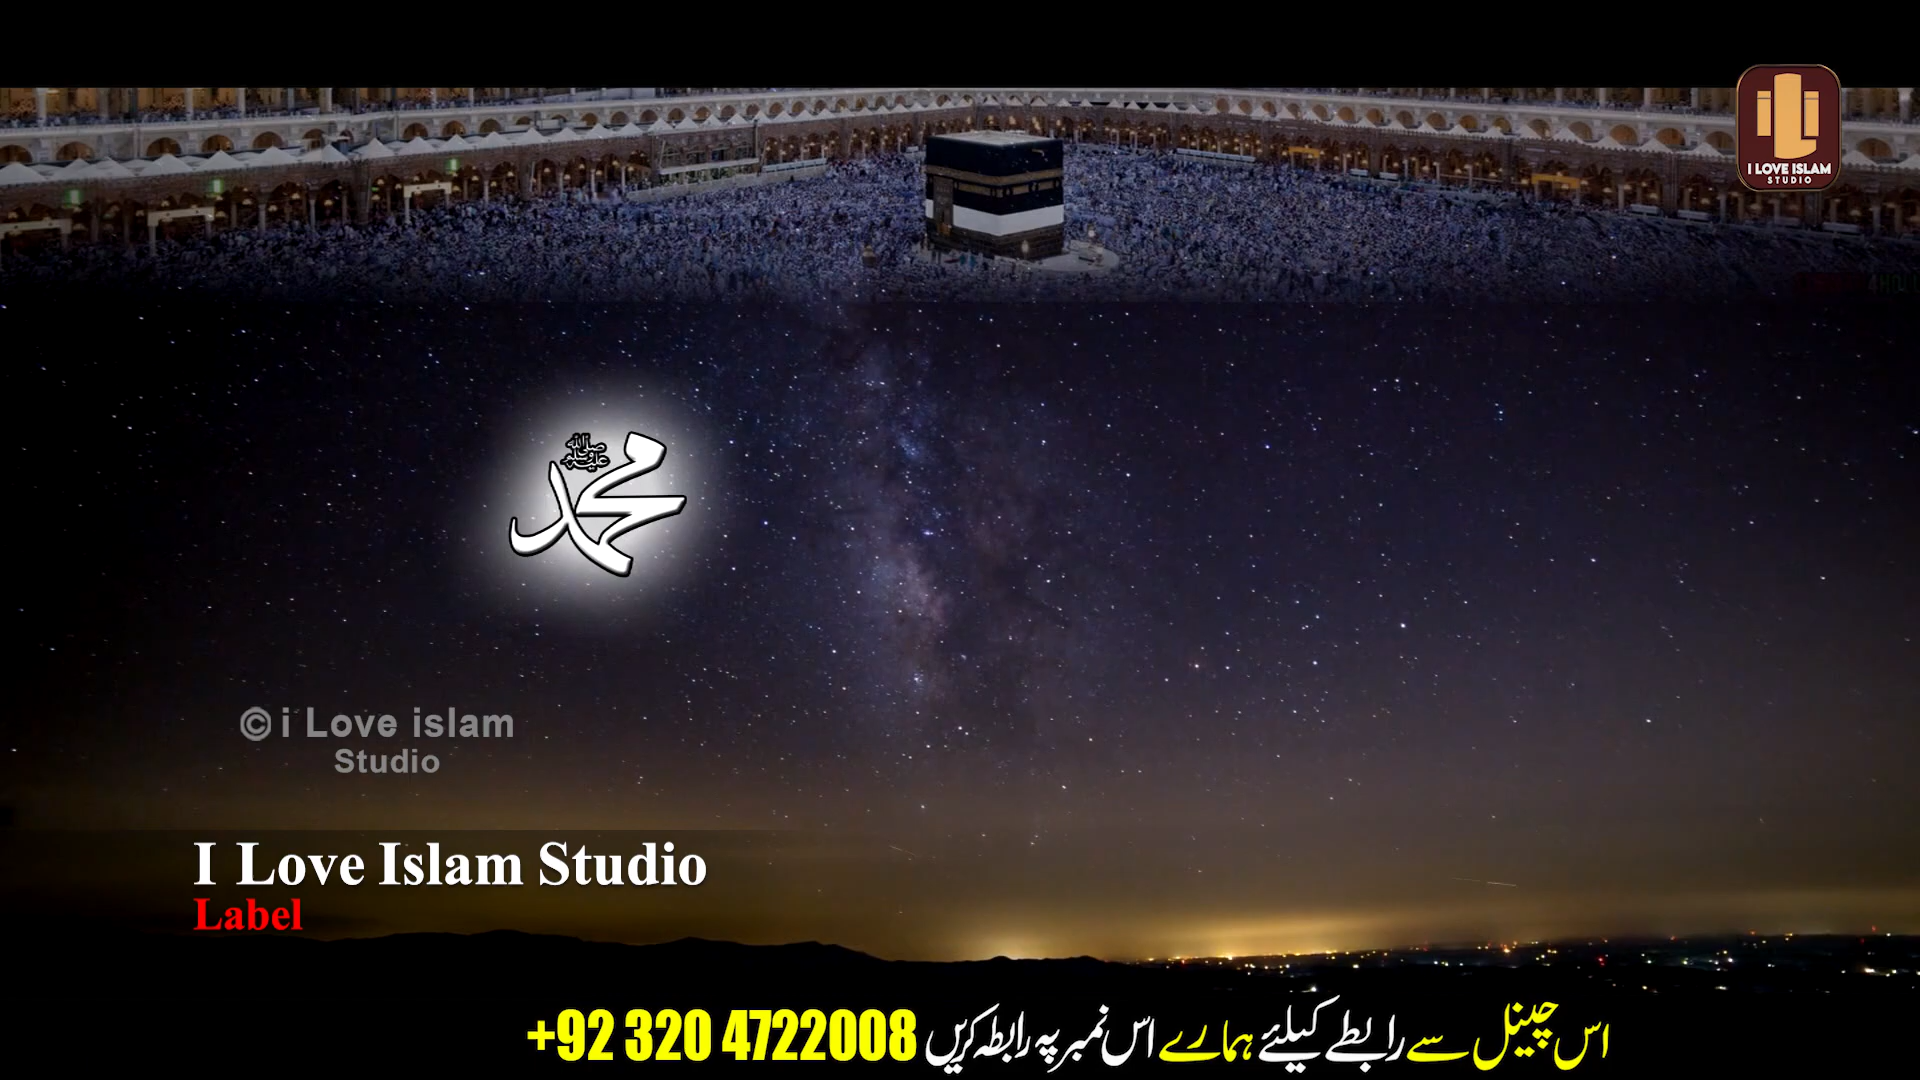 I LOVE ISLAM
STUDIO
محمد
صلى الله
عليه وسلم
© i Love islam
Studio
I Love Islam Studio
Label
اس چینل سے رابطے کیلئے ہمارے اس نمبر پہ رابطہ کریں +92 320 4722008